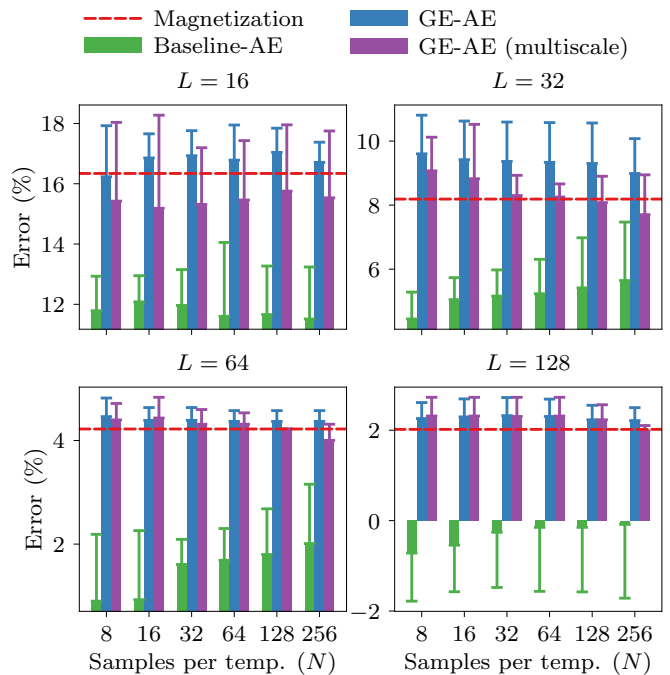 Magnetization
GE-AE
Baseline-AE
GE-AE (multiscale)
L = 16
L = 32
Error (%)
18
16
14
12
10
8
6
L = 64
L = 128
Error (%)
4
2
2
0
−2
8 16 32 64 128 256
8 16 32 64 128 256
Samples per temp. (N)
Samples per temp. (N)